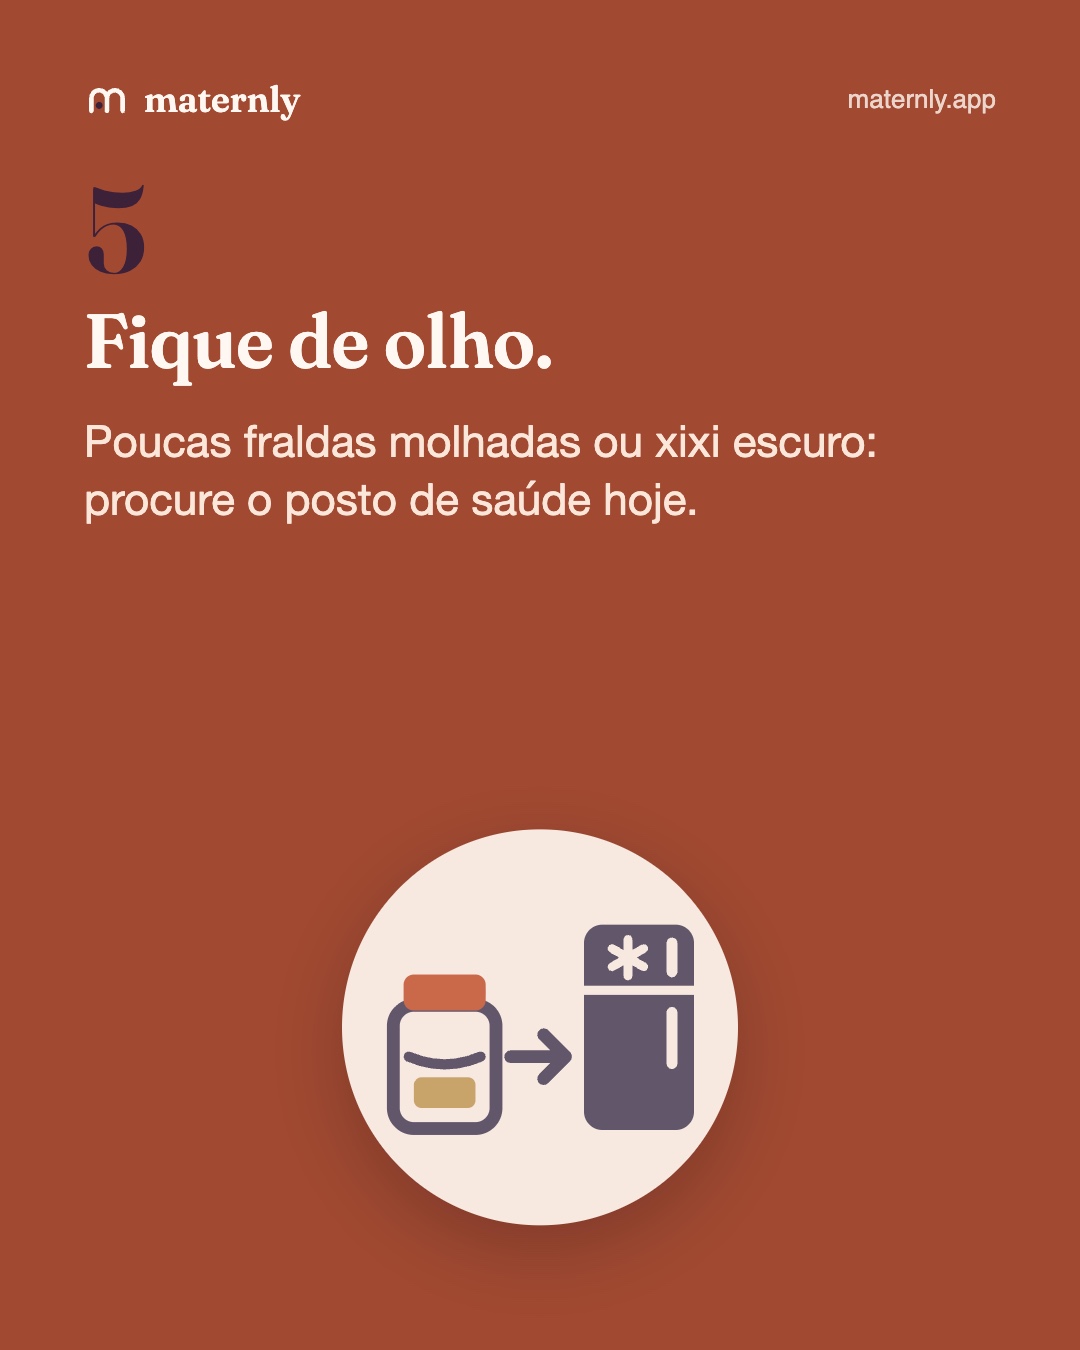 maternly
maternly.app
5
Fique de olho.
Poucas fraldas molhadas ou xixi escuro:
procure o posto de saúde hoje.